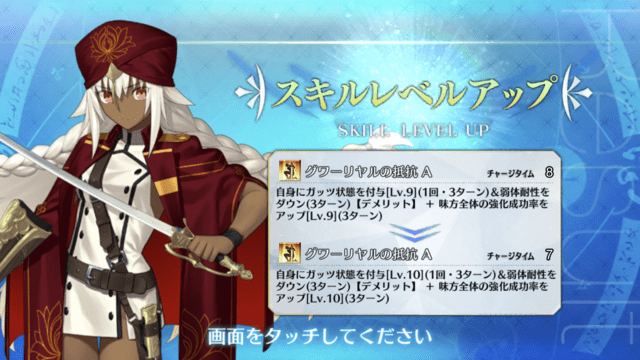 スキルレベルアップ
SKILL LEVEL UP
グワーリヤルの抵抗 A チャージタイム 8
自身にガッツ状態を付与[Lv.9](1回・3ターン)＆弱体耐性を
ダウン(3ターン)【デメリット】 ＋ 味方全体の強化成功率を
アップ[Lv.9](3ターン)
グワーリヤルの抵抗 A チャージタイム 7
自身にガッツ状態を付与[Lv.10](1回・3ターン)＆弱体耐性を
ダウン(3ターン)【デメリット】 ＋ 味方全体の強化成功率を
アップ[Lv.10](3ターン)
画面をタッチしてください